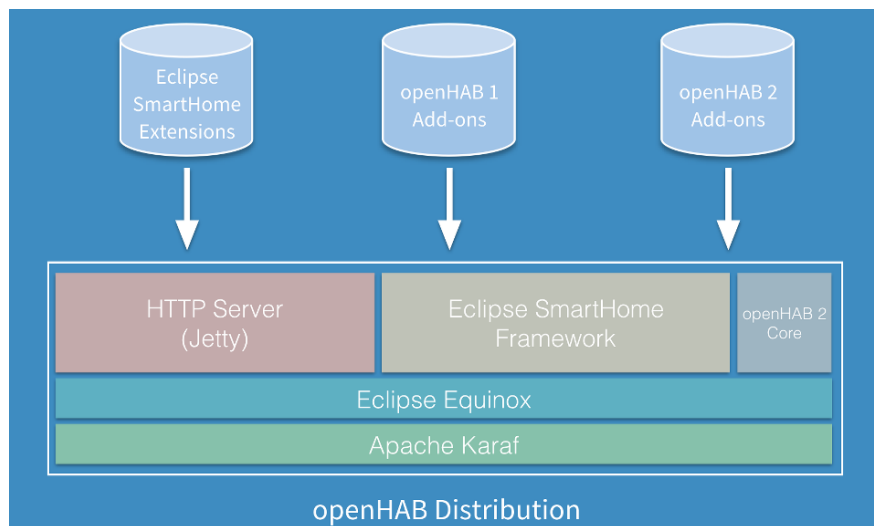 Eclipse
SmartHome
Extensions
openHAB 1
Add-ons
openHAB 2
Add-ons
HTTP Server
(Jetty)
Eclipse SmartHome
Framework
openHAB 2
Core
Eclipse Equinox
Apache Karaf
openHAB Distribution